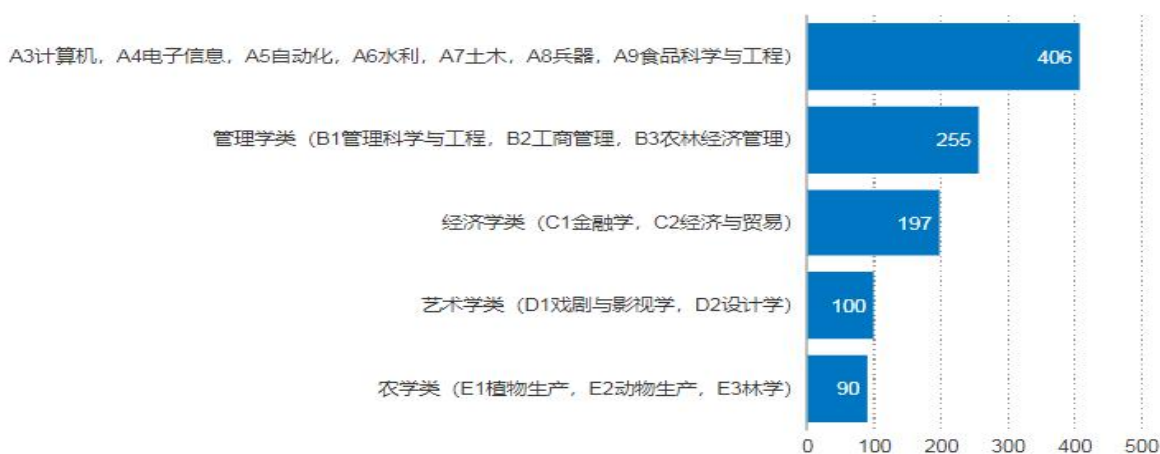 A3计算机，A4电子信息，A5自动化，A6水利，A7土木，A8兵器，A9食品科学与工程） 406
管理学类（B1管理科学与工程，B2工商管理，B3农林经济管理） 255
经济学类（C1金融学，C2经济与贸易） 197
艺术学类（D1戏剧与影视学，D2设计学） 100
农学类（E1植物生产，E2动物生产，E3林学） 90
0 100 200 300 400 500